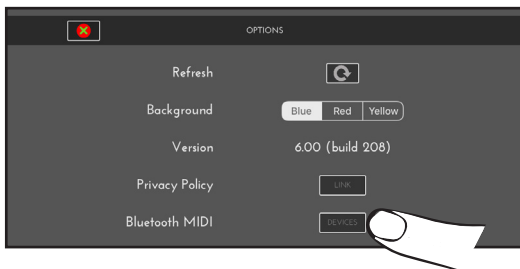 OPTIONS
Refresh
Background Blue Red Yellow
Version 6.00 (build 208)
Privacy Policy LINK
Bluetooth MIDI DEVICES